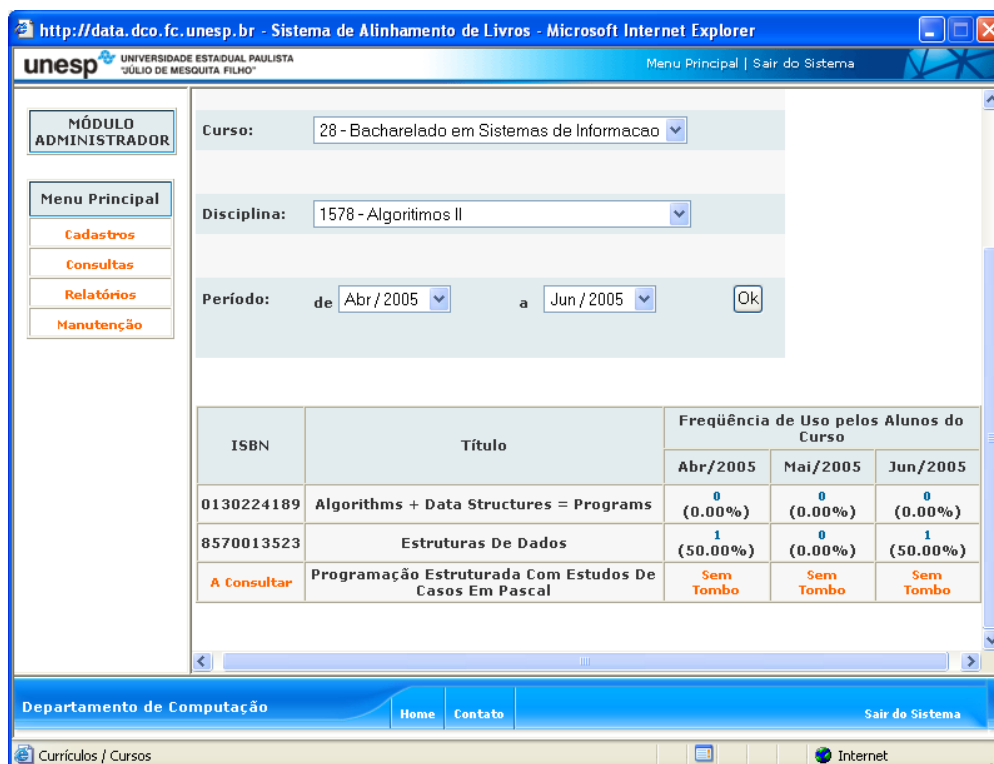 http://data.dco.fc.unesp.br - Sistema de Alinhamento de Livros - Microsoft Internet Explorer
unesp
UNIVERSIDADE ESTADUAL PAULISTA
"JÚLIO DE MESQUITA FILHO"
Menu Principal | Sair do Sistema
MÓDULO
ADMINISTRADOR
Menu Principal
Cadastros
Consultas
Relatórios
Manutenção
Curso: 28 - Bacharelado em Sistemas de Informacao
Disciplina: 1578 - Algoritimos II
Período: de Abr / 2005 a Jun / 2005 Ok
ISBN Título Freqüência de Uso pelos Alunos do
Curso
Abr/2005 Mai/2005 Jun/2005
0130224189 Algorithms + Data Structures = Programs 0 0 0
(0.00%) (0.00%) (0.00%)
8570013523 Estruturas De Dados 1 0 1
(50.00%) (0.00%) (50.00%)
A Consultar Programação Estruturada Com Estudos De Sem Sem Sem
Casos Em Pascal Tombo Tombo Tombo
Departamento de Computação Home Contato Sair do Sistema
Currículos / Cursos Internet